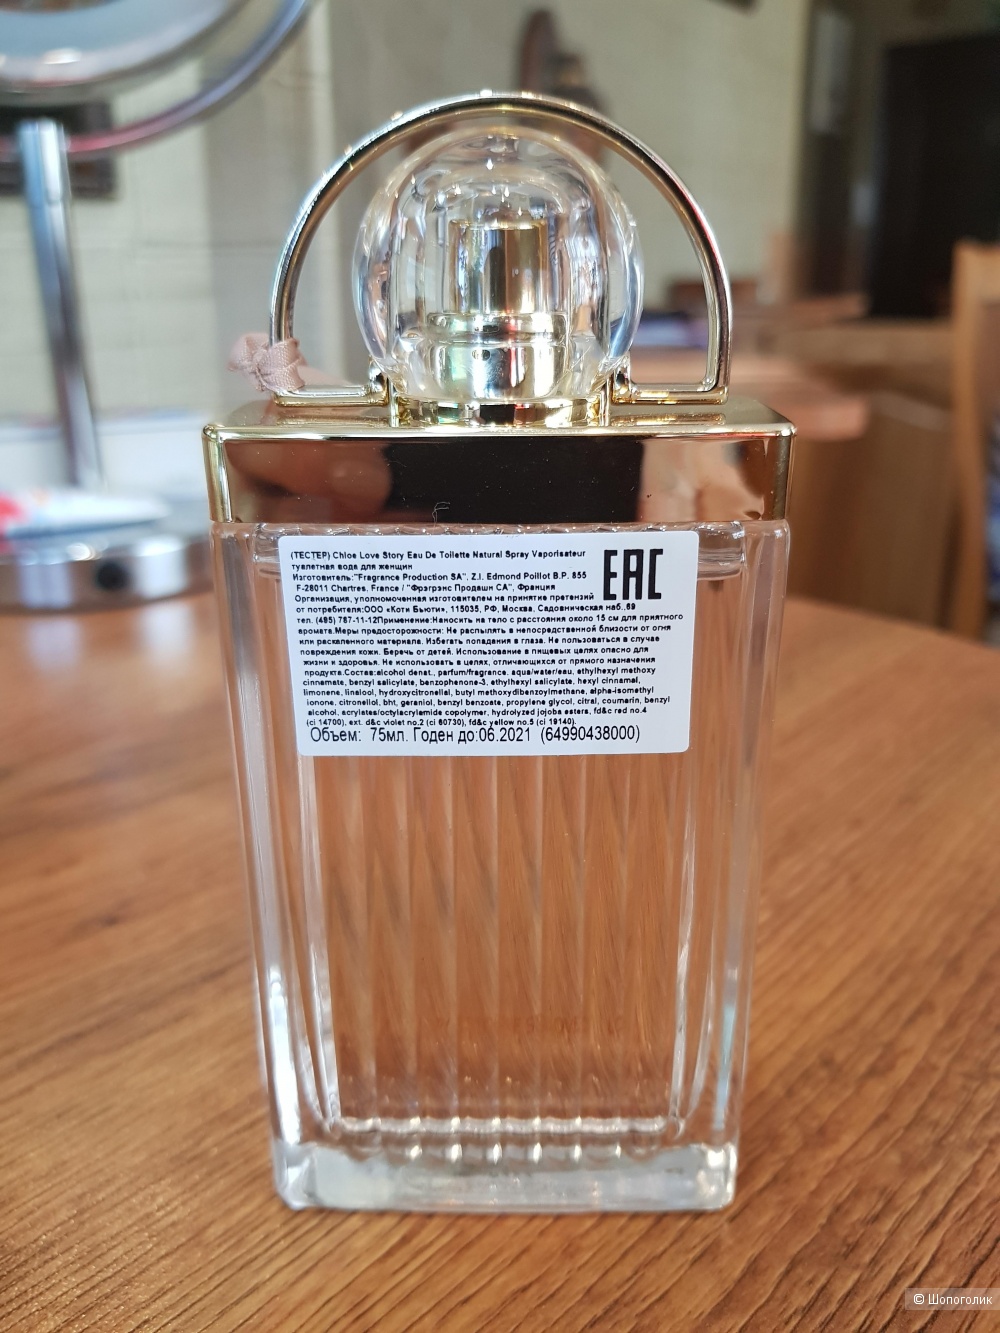 (ТЕСТЕР) Chloe Love Story Eau De Toilette Natural Spray Vaporisateur
туалетная вода для женщин
Изготовитель:"Fragrance Production SA", Z.I. Edmond Poillot B.P. 855
F-28011 Chartres, France / "Фрэгрэнс Продашн СА", Франция
Организация, уполномоченная изготовителем на принятие претензий
от потребителя:ООО «Коти Бьюти», 115035, РФ, Москва, Садовническая наб.,69
тел. (495) 787-11-12Применение:Наносить на тело с расстояния около 15 см для приятного
аромата.Меры предосторожности: Не распылять в непосредственной близости от огня
или раскаленного материала. Избегать попадания в глаза. Не пользоваться в случае
повреждения кожи. Беречь от детей. Использование в пищевых целях опасно для
жизни и здоровья. Не использовать в целях, отличающихся от прямого назначения
продукта.Состав:alcohol denat., parfum/fragrance, aqua/water/eau, ethylhexyl methoxy
cinnamate, benzyl salicylate, benzophenone-3, ethylhexyl salicylate, hexyl cinnamal,
limonene, linalool, hydroxycitronellal, butyl methoxydibenzoylmethane, alpha-isomethyl
ionone, citronellol, bht, geraniol, benzyl benzoate, propylene glycol, citral, coumarin, benzyl
alcohol, acrylates/octylacrylamide copolymer, hydrolyzed jojoba esters, fd&c red no.4
(ci 14700), ext. d&c violet no.2 (ci 60730), fd&c yellow no.5 (ci 19140).
Объем: 75мл. Годен до:06.2021 (64990438000)
EAC
© Шопоголик